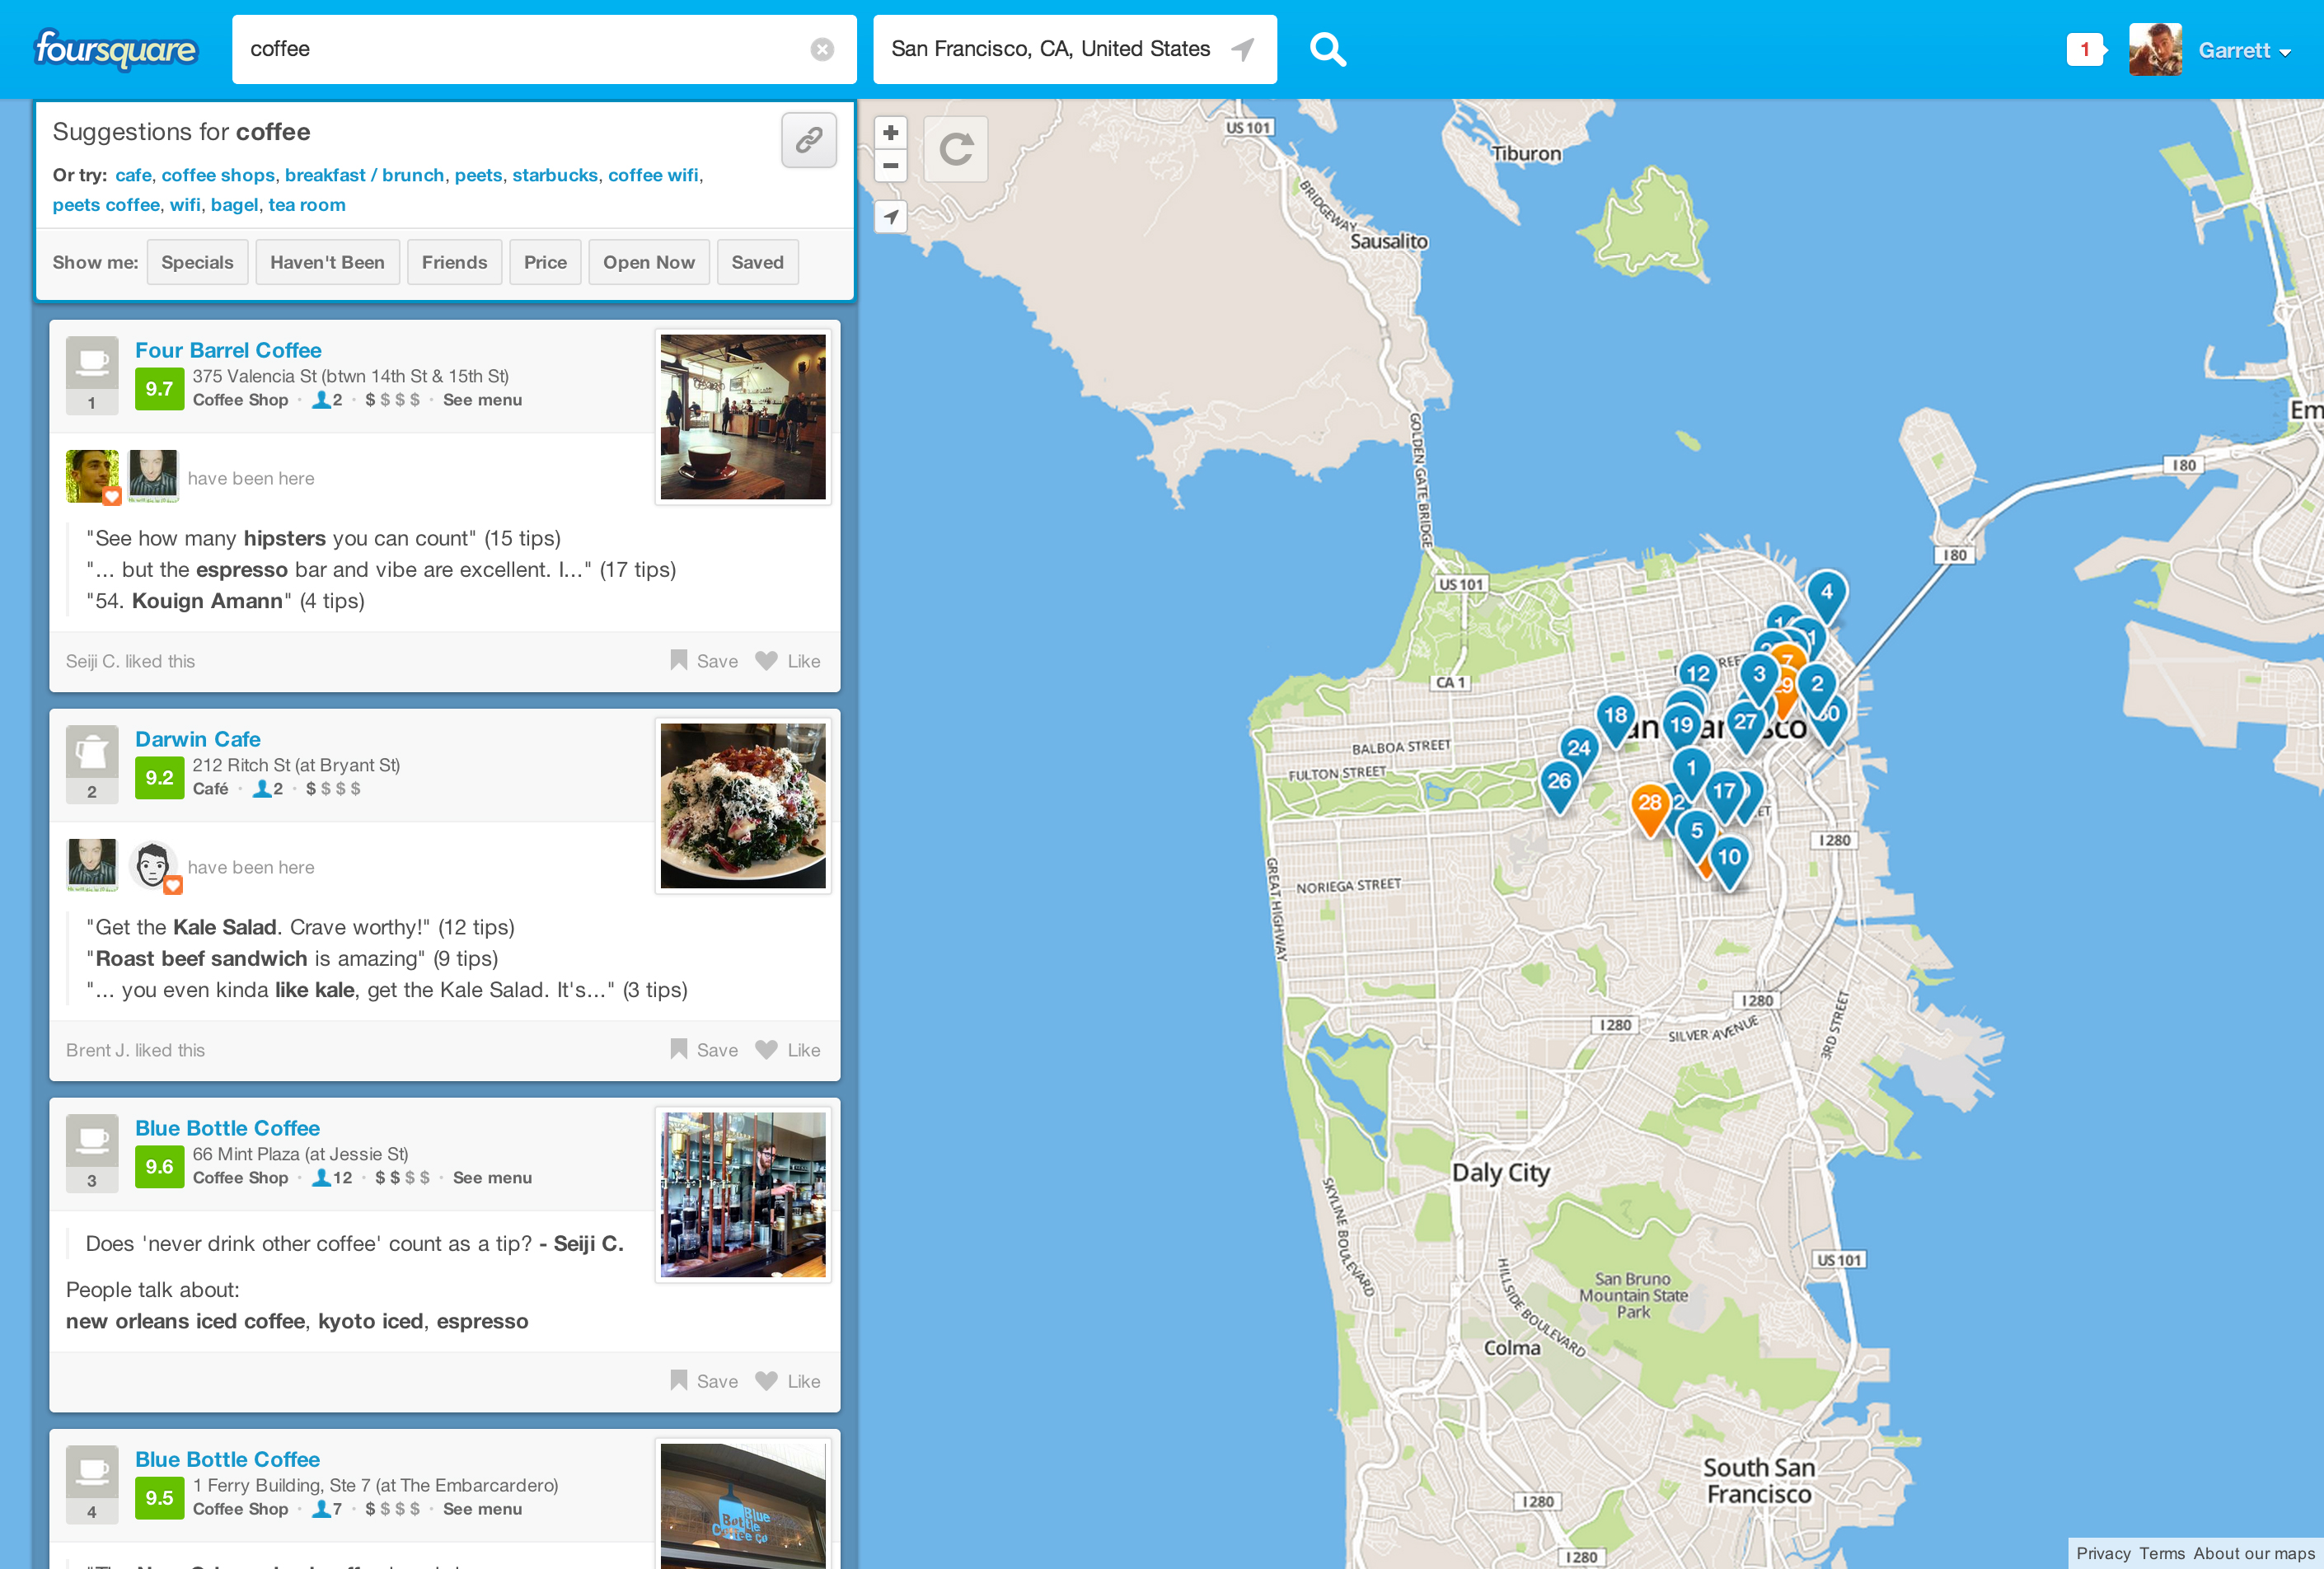 foursquare
coffee
San Francisco, CA, United States
1
Garrett
Suggestions for coffee
Or try: cafe, coffee shops, breakfast / brunch, peets, starbucks, coffee wifi,
peets coffee, wifi, bagel, tea room
Show me: Specials Haven't Been Friends Price Open Now Saved
Four Barrel Coffee
9.7
375 Valencia St (btwn 14th St & 15th St)
Coffee Shop · 2 · $ $ $ $ · See menu
1
have been here
"See how many hipsters you can count" (15 tips)
"... but the espresso bar and vibe are excellent. I..." (17 tips)
"54. Kouign Amann" (4 tips)
Seiji C. liked this
Save Like
Darwin Cafe
9.2
212 Ritch St (at Bryant St)
Café · 2 · $ $ $ $
2
have been here
"Get the Kale Salad. Crave worthy!" (12 tips)
"Roast beef sandwich is amazing" (9 tips)
"... you even kinda like kale, get the Kale Salad. It's..." (3 tips)
Brent J. liked this
Save Like
Blue Bottle Coffee
9.6
66 Mint Plaza (at Jessie St)
Coffee Shop · 12 · $ $ $ $ · See menu
3
Does 'never drink other coffee' count as a tip? - Seiji C.
People talk about:
new orleans iced coffee, kyoto iced, espresso
Save Like
Blue Bottle Coffee
9.5
1 Ferry Building, Ste 7 (at The Embarcardero)
Coffee Shop · 7 · $ $ $ $ · See menu
4
Blue
Bottle
Coffee Co
US 101
Tiburon
BRIDGEWAY
Sausalito
GOLDEN GATE BRIDGE
Em
I 80
I 80
US 101
CA 1
4
7
12
3
2
18
19
27
24
26
1
17
28
5
10
BALBOA STREET
FULTON STREET
I 280
GREAT HIGHWAY
NORIEGA STREET
I 280
I 280
SILVER AVENUE
3RD STREET
Daly City
SKYLINE BOULEVARD
US 101
HILLSIDE BOULEVARD
San Bruno
Mountain State
Park
Colma
South San
Francisco
I 280
I 280
Privacy Terms About our maps